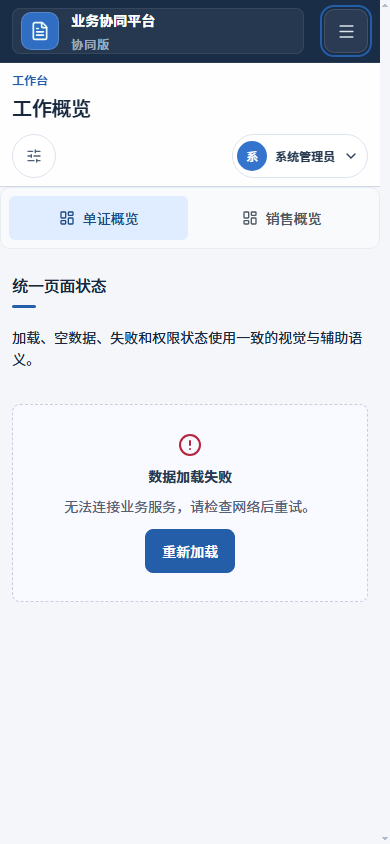 业务协同平台
协同版
工作台
工作概览
系
系统管理员
单证概览
销售概览
统一页面状态
加载、空数据、失败和权限状态使用一致的视觉与辅助语
义。
数据加载失败
无法连接业务服务，请检查网络后重试。
重新加载